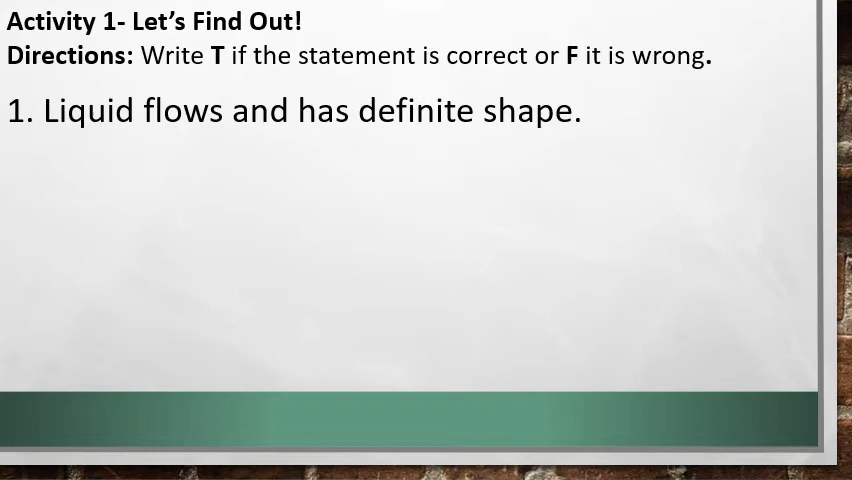 Activity 1- Let’s Find Out!
Directions: Write T if the statement is correct or F it is wrong.
1. Liquid flows and has definite shape.